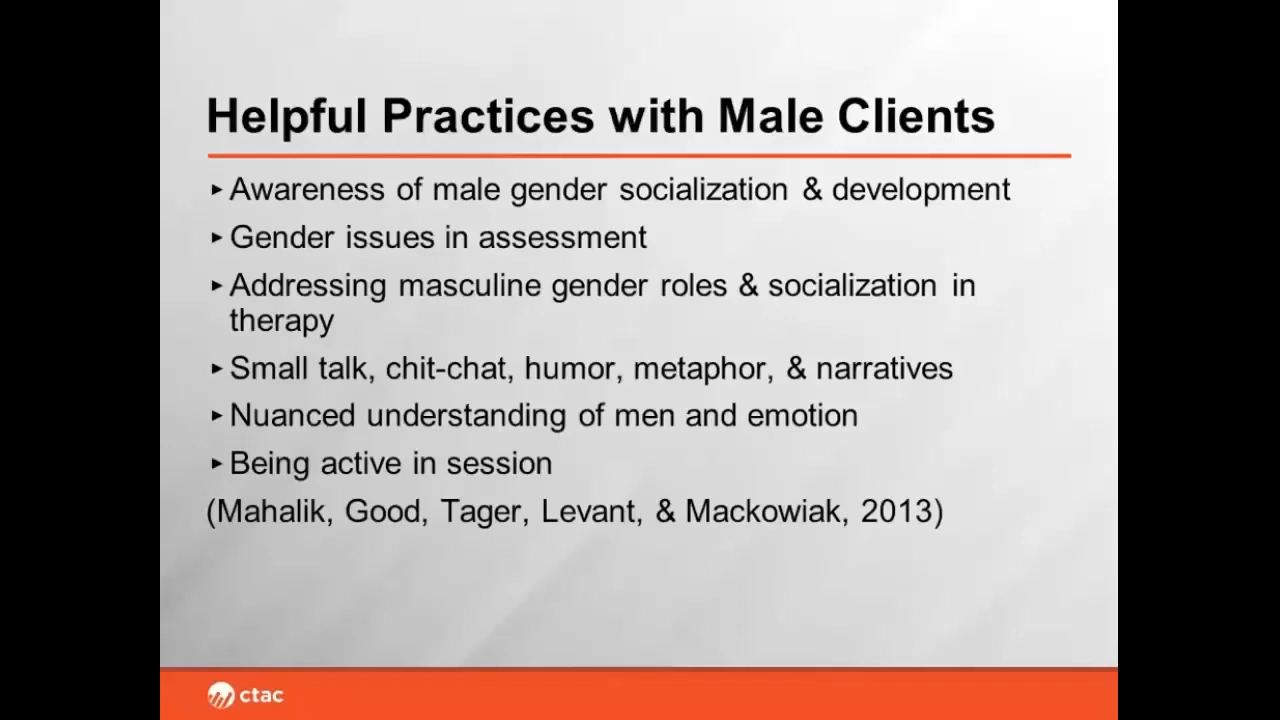 Helpful Practices with Male Clients
▸Awareness of male gender socialization & development
▸Gender issues in assessment
▸Addressing masculine gender roles & socialization in
therapy
▸Small talk, chit-chat, humor, metaphor, & narratives
▸Nuanced understanding of men and emotion
▸Being active in session
(Mahalik, Good, Tager, Levant, & Mackowiak, 2013)
ctac